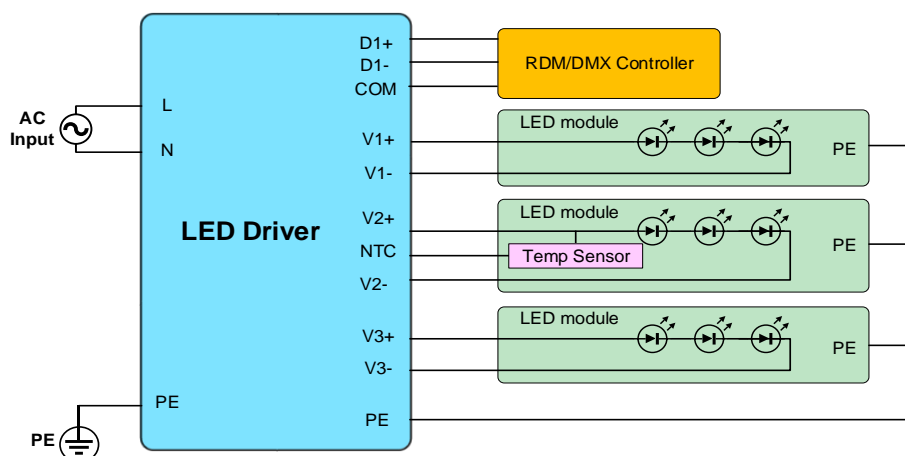 AC
Input
L
N
PE
PE
LED Driver
D1+
D1-
COM
V1+
V1-
V2+
NTC
V2-
V3+
V3-
PE
RDM/DMX Controller
LED module
PE
LED module
Temp Sensor
PE
LED module
PE